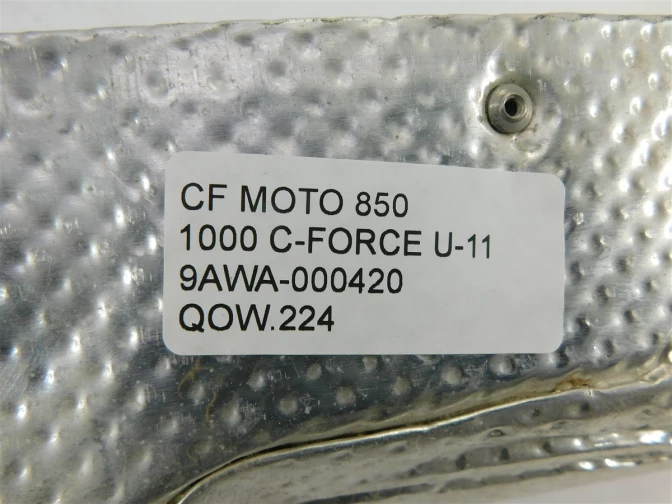 CF MOTO 850
1000 C-FORCE U-11
9AWA-000420
QOW.224